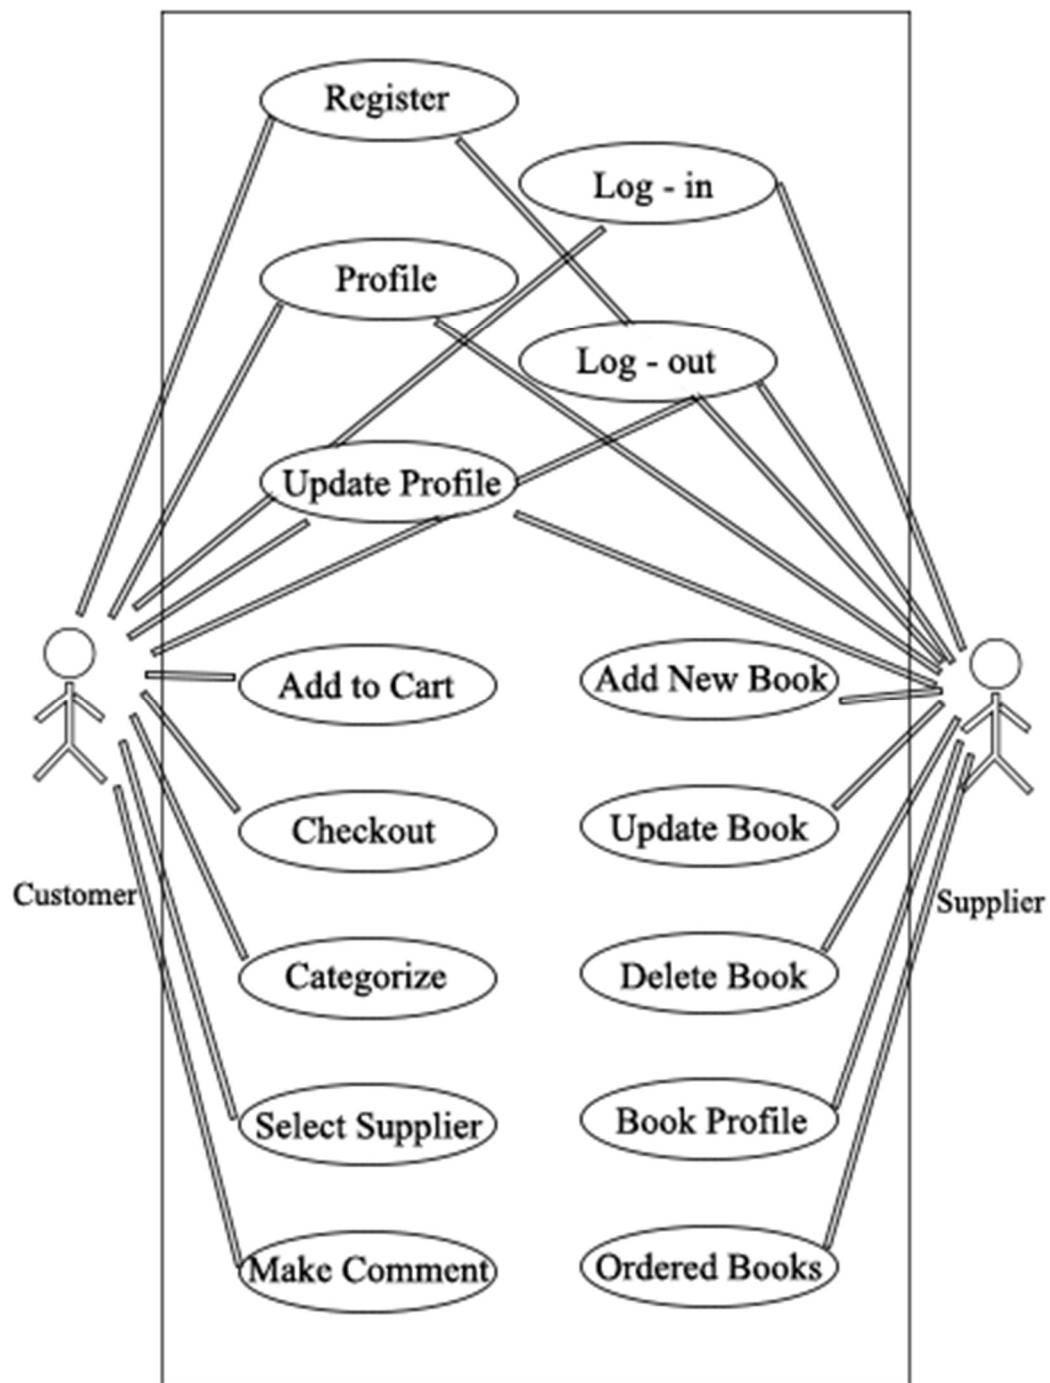 Register
Log - in
Profile
Log - out
Update Profile
Add to Cart
Add New Book
Checkout
Update Book
Customer
Supplier
Categorize
Delete Book
Select Supplier
Book Profile
Make Comment
Ordered Books